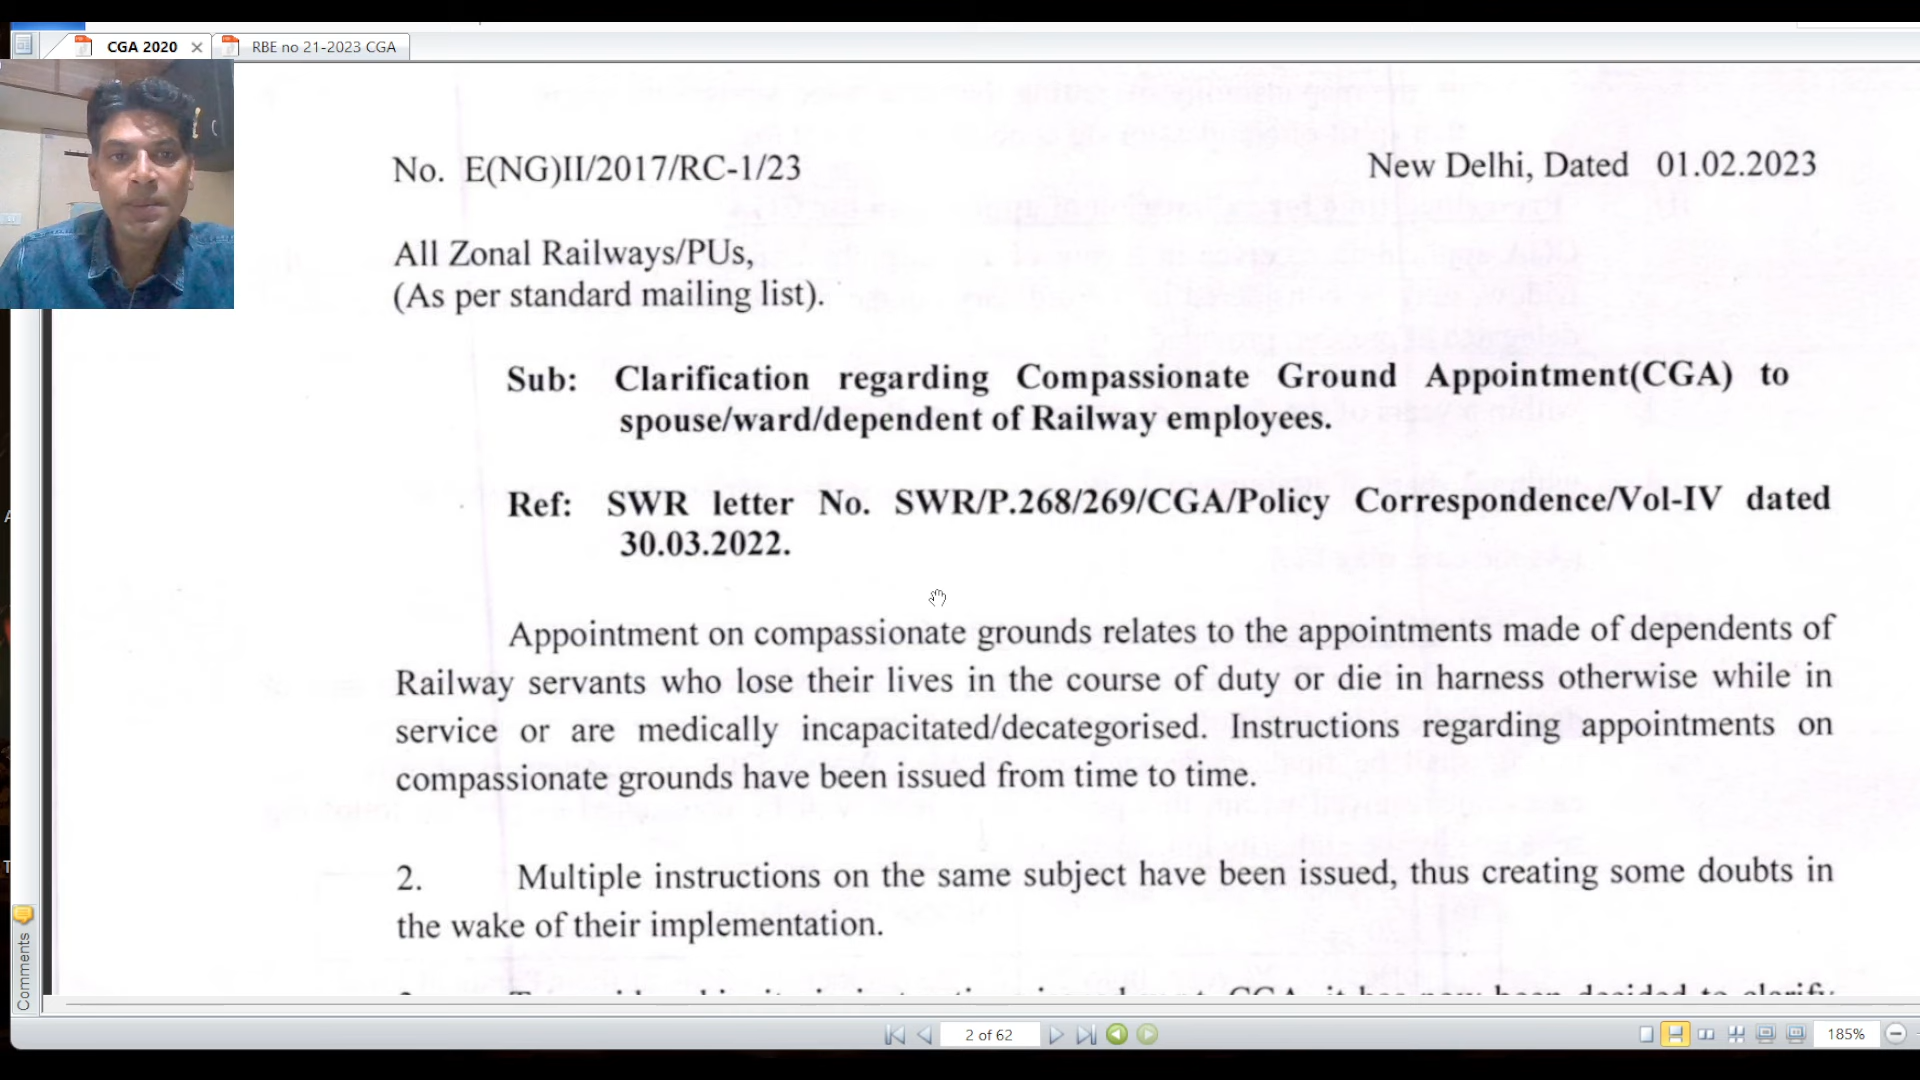 CGA 2020
RBE no 21-2023 CGA
No. E(NG)II/2017/RC-1/23
New Delhi, Dated 01.02.2023
All Zonal Railways/PUs,
(As per standard mailing list).
Sub: Clarification regarding Compassionate Ground Appointment(CGA) to
spouse/ward/dependent of Railway employees.
Ref: SWR letter No. SWR/P.268/269/CGA/Policy Correspondence/Vol-IV dated
30.03.2022.
Appointment on compassionate grounds relates to the appointments made of dependents of
Railway servants who lose their lives in the course of duty or die in harness otherwise while in
service or are medically incapacitated/decategorised. Instructions regarding appointments on
compassionate grounds have been issued from time to time.
2. Multiple instructions on the same subject have been issued, thus creating some doubts in
the wake of their implementation.
Comments
2 of 62
185%